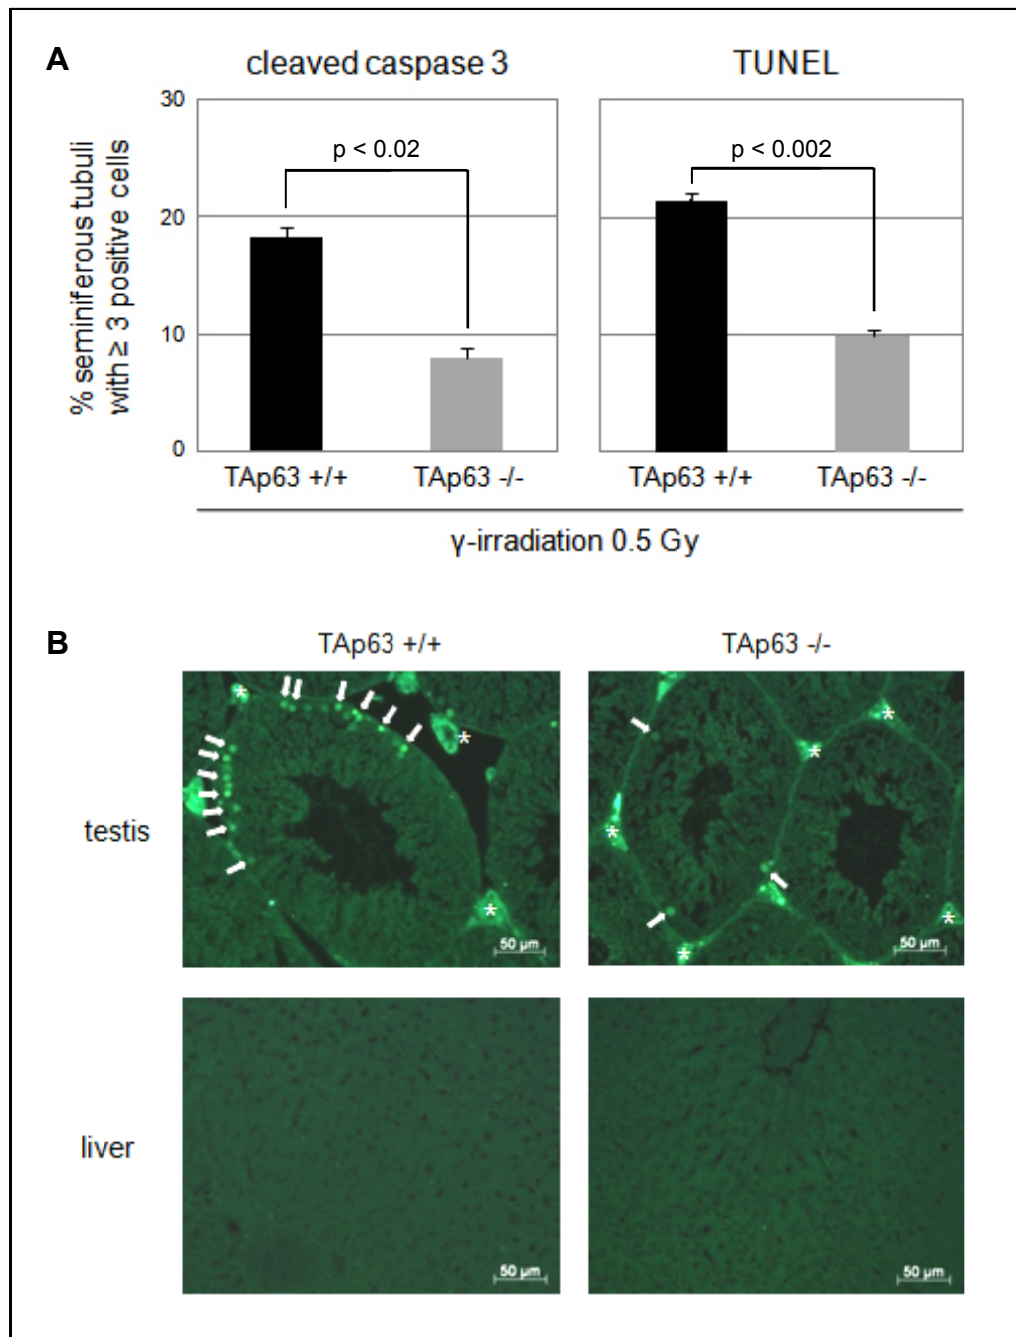 A
cleaved caspase 3
TUNEL
% seminiferous tubuli
with ≥ 3 positive cells
30
20
10
0
p < 0.02
p < 0.002
TAp63 +/+
TAp63 -/-
TAp63 +/+
TAp63 -/-
γ-irradiation 0.5 Gy
B
TAp63 +/+
TAp63 -/-
testis
* * *
50 µm
* * * * *
50 µm
liver
50 µm
50 µm